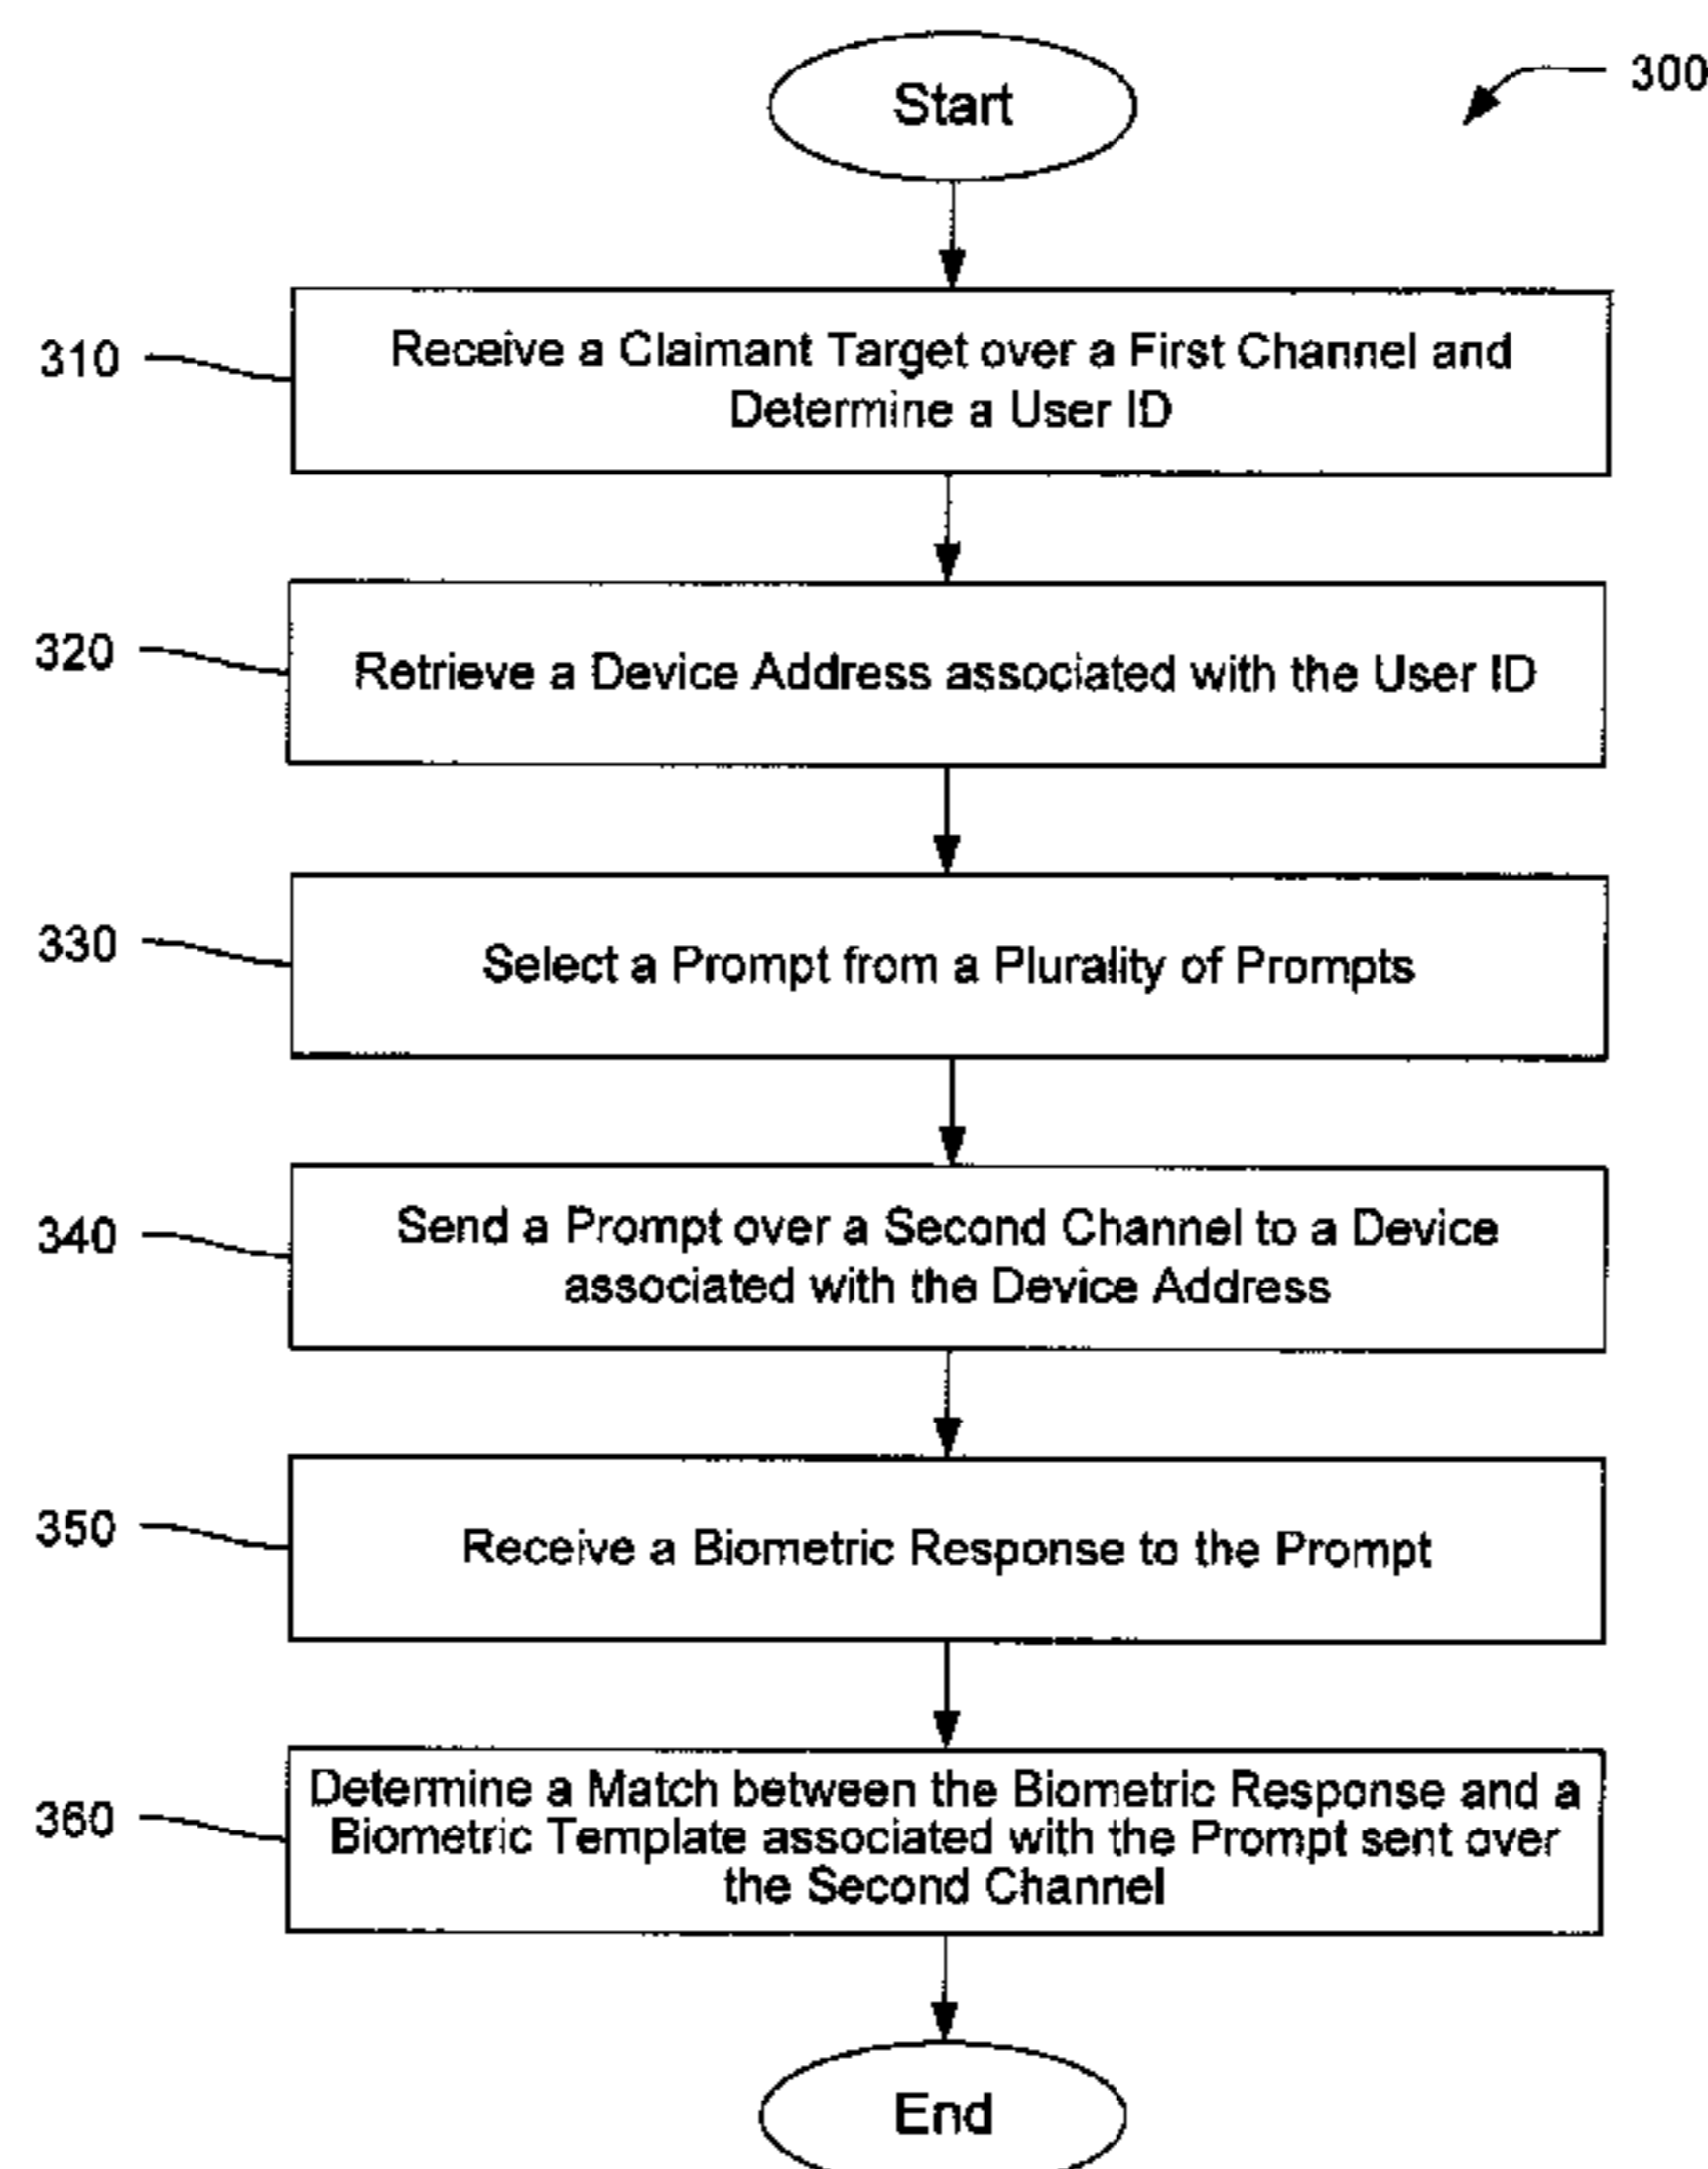 Start
300
310
Receive a Claimant Target over a First Channel and
Determine a User ID
320
Retrieve a Device Address associated with the User ID
330
Select a Prompt from a Plurality of Prompts
340
Send a Prompt over a Second Channel to a Device
associated with the Device Address
350
Receive a Biometric Response to the Prompt
360
Determine a Match between the Biometric Response and a
Biometric Template associated with the Prompt sent over
the Second Channel
End